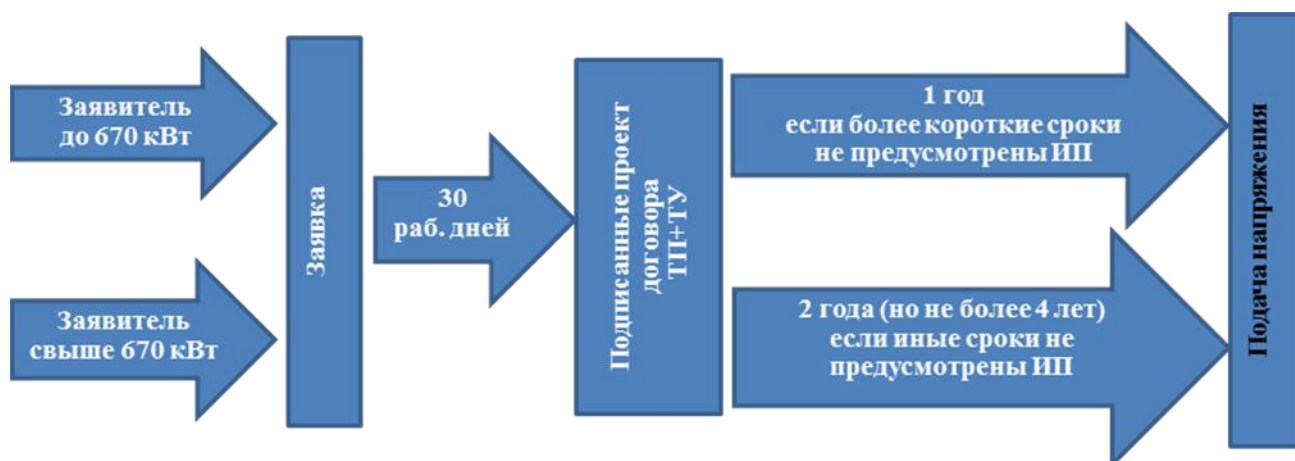 Заявитель
до 670 кВт
Заявитель
свыше 670 кВт
Заявка
30
раб. дней
Подписанные проект
договора
ТП+ТУ
1 год
если более короткие сроки
не предусмотрены ИП
2 года (но не более 4 лет)
если иные сроки не
предусмотрены ИП
Подача напряжения